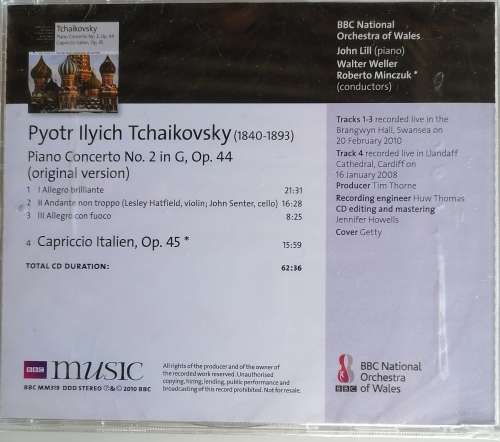 Tchaikovsky
Piano Concerto No. 2 in G, Op. 44
Capriccio Italien, Op. 45
BBC National
Orchestra of Wales
John Lill (piano)
Walter Weller
Roberto Minczuk *
(conductors)
Pyotr Ilyich Tchaikovsky (1840-1893)
Piano Concerto No. 2 in G, Op. 44
(original version)
1 I Allegro brilliante 21:31
2 II Andante non troppo (Lesley Hatfield, violin; John Senter, cello) 16:28
3 III Allegro con fuoco 8:25
4 Capriccio Italien, Op. 45 * 15:59
TOTAL CD DURATION: 62:36
Tracks 1-3 recorded live in the
Brangwyn Hall, Swansea on
20 February 2010
Track 4 recorded live in Llandaff
Cathedral, Cardiff on
16 January 2008
Producer Tim Thorne
Recording engineer Huw Thomas
CD editing and mastering
Jennifer Howells
Cover Getty
BBC music
BBC MM319 DDD STEREO ℗ & © 2010 BBC
All rights of the producer and of the owner of
the recorded work reserved. Unauthorised
copying, hiring, lending, public performance and
broadcasting of this record prohibited. Not for resale.
BBC
BBC National
Orchestra
of Wales